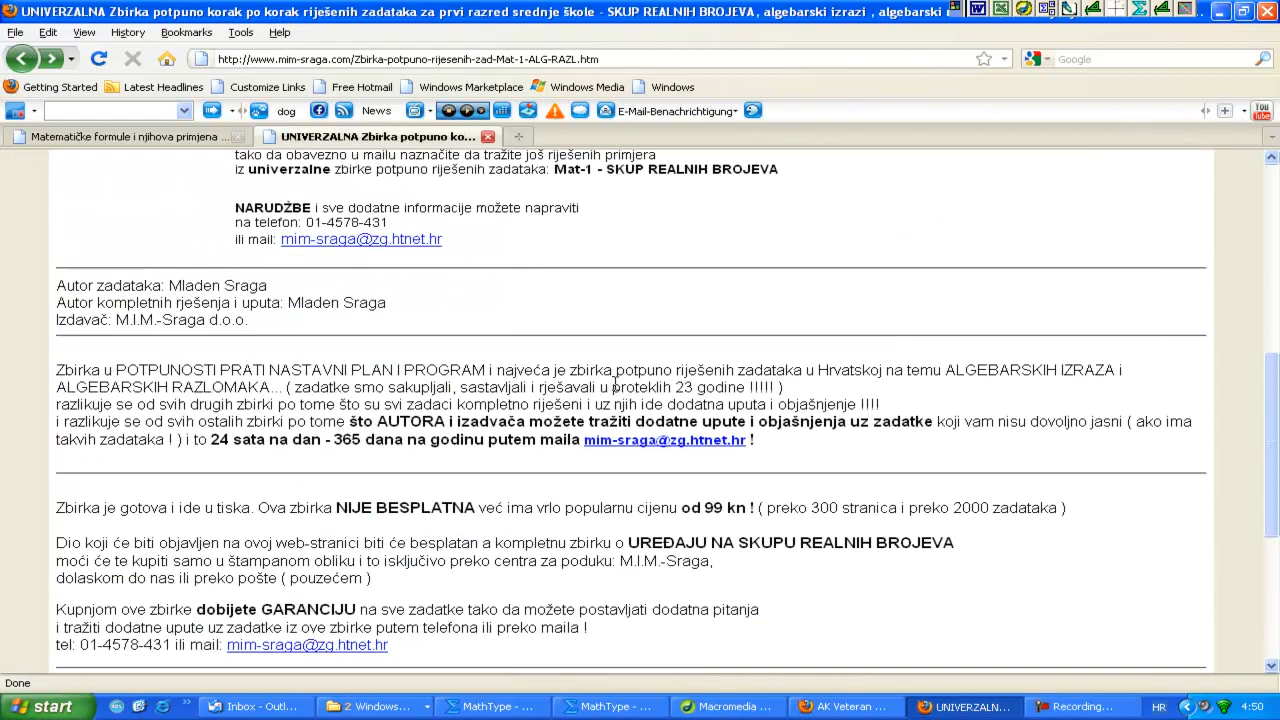 UNIVERZALNA Zbirka potpuno korak po korak riješenih zadataka za prvi razred srednje škole - SKUP REALNIH BROJEVA, algebarski izrazi , algebarski
File Edit View History Bookmarks Tools Help
http://www.mim-sraga.com/Zbirka-potpuno-rijesenih-zad-Mat-1-ALG-RAZL.htm
Google
Getting Started Latest Headlines Customize Links Free Hotmail Windows Marketplace Windows Media Windows
dog News E-Mail-Benachrichtigung You Tube
Matematičke formule i njihova primjena ... UNIVERZALNA Zbirka potpuno ko...
tako da obavezno u mailu naznačite da tražite još riješenih primjera
iz univerzalne zbirke potpuno riješenih zadataka: Mat-1 - SKUP REALNIH BROJEVA
NARUDŽBE i sve dodatne informacije možete napraviti
na telefon: 01-4578-431
ili mail: mim-sraga@zg.htnet.hr
Autor zadataka: Mladen Sraga
Autor kompletnih rješenja i uputa: Mladen Sraga
Izdavač: M.I.M.-Sraga d.o.o.
Zbirka u POTPUNOSTI PRATI NASTAVNI PLAN I PROGRAM i najveća je zbirka potpuno riješenih zadataka u Hrvatskoj na temu ALGEBARSKIH IZRAZA i
ALGEBARSKIH RAZLOMAKA... ( zadatke smo sakupljali, sastavljali i rješavali u proteklih 23 godine !!!!! )
razlikuje se od svih drugih zbirki po tome što su svi zadaci kompletno riješeni i uz njih ide dodatna uputa i objašnjenje !!!!
i razlikuje se od svih ostalih zbirki po tome što AUTORA i izadvača možete tražiti dodatne upute i objašnjenja uz zadatke koji vam nisu dovoljno jasni ( ako ima
takvih zadataka ! ) i to 24 sata na dan - 365 dana na godinu putem maila mim-sraga@zg.htnet.hr !
Zbirka je gotova i ide u tiska. Ova zbirka NIJE BESPLATNA već ima vrlo popularnu cijenu od 99 kn ! ( preko 300 stranica i preko 2000 zadataka )
Dio koji će biti objavljen na ovoj web-stranici biti će besplatan a kompletnu zbirku o UREĐAJU NA SKUPU REALNIH BROJEVA
moći će te kupiti samo u štampanom obliku i to isključivo preko centra za poduku: M.I.M.-Sraga,
dolaskom do nas ili preko pošte ( pouzećem )
Kupnjom ove zbirke dobijete GARANCIJU na sve zadatke tako da možete postavljati dodatna pitanja
i tražiti dodatne upute uz zadatke iz ove zbirke putem telefona ili preko maila !
tel: 01-4578-431 ili mail: mim-sraga@zg.htnet.hr
Done
start Inbox - Outl... 2 Windows... MathType - ... MathType - ... Macromedia ... AK Veteran ... UNIVERZALN... Recording... HR 4:50